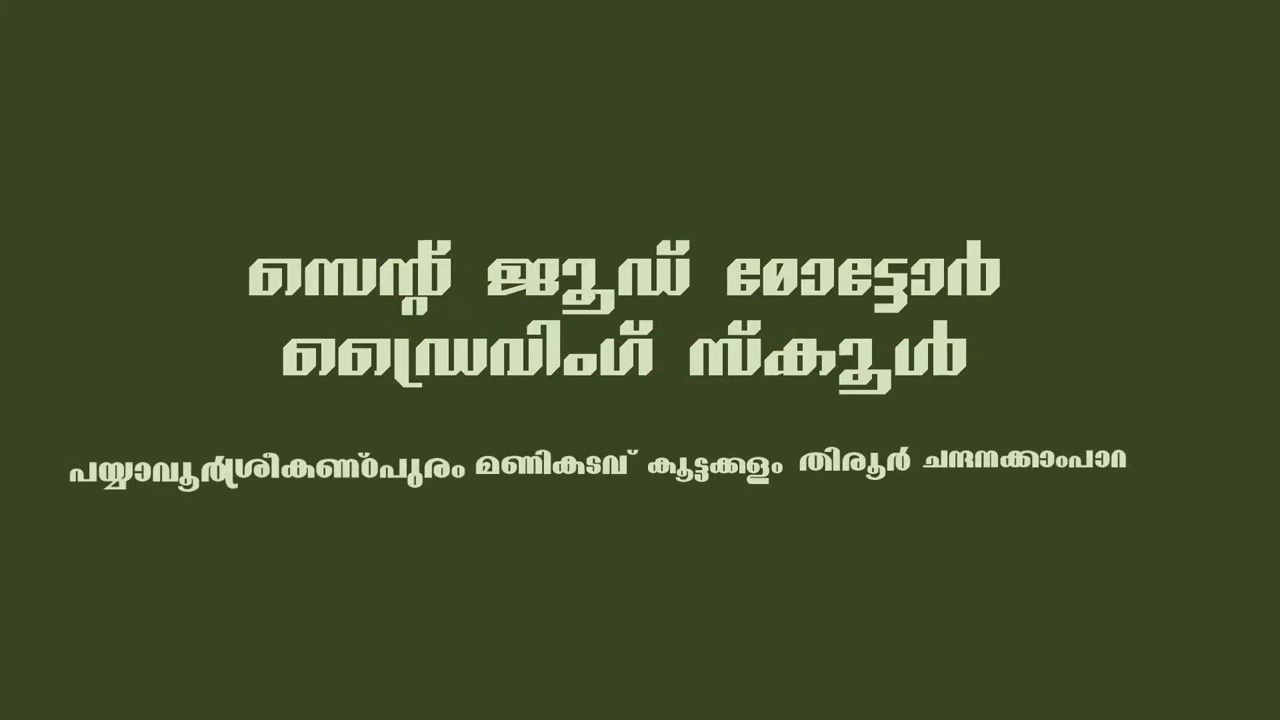 സെന്റ് ജൂഡ് മോട്ടോർ
ഡ്രൈവിംഗ് സ്കൂൾ
പയ്യാവൂർ ശ്രീകണ്ഠപുരം മണികടവ് കൂട്ടക്കളം തിരൂർ ചന്ദനക്കാംപാറ